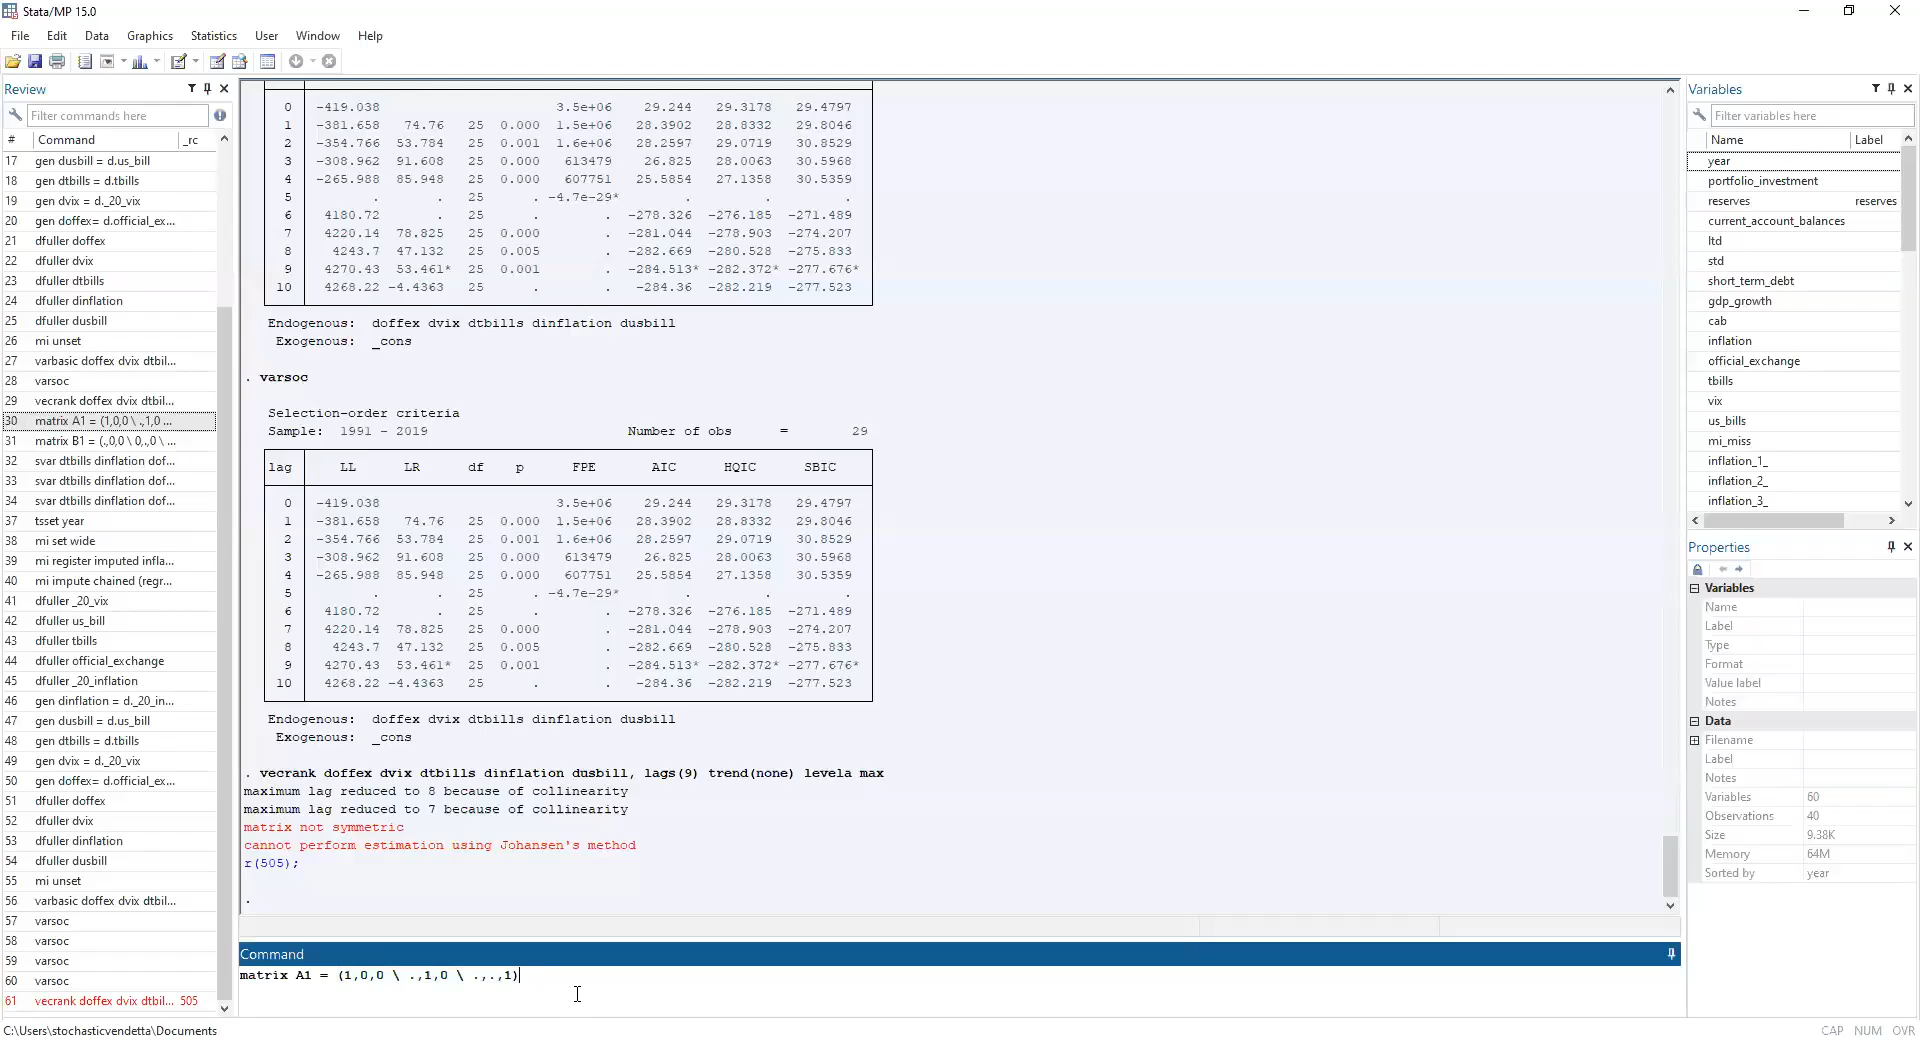 Stata/MP 15.0
File Edit Data Graphics Statistics User Window Help
Review
Filter commands here
# Command _rc
17 gen dusbill = d.us_bill
18 gen dtbills = d.tbills
19 gen dvix = d._20_vix
20 gen doffex= d.official_ex...
21 dfuller doffex
22 dfuller dvix
23 dfuller dtbills
24 dfuller dinflation
25 dfuller dusbill
26 mi unset
27 varbasic doffex dvix dtbil...
28 varsoc
29 vecrank doffex dvix dtbil...
30 matrix A1 = (1,0,0 \ .,1,0 ...
31 matrix B1 = (.,0,0 \ 0,.,0 \ ...
32 svar dtbills dinflation dof...
33 svar dtbills dinflation dof...
34 svar dtbills dinflation dof...
37 tsset year
38 mi set wide
39 mi register imputed infla...
40 mi impute chained (regr...
41 dfuller _20_vix
42 dfuller us_bill
43 dfuller tbills
44 dfuller official_exchange
45 dfuller _20_inflation
46 gen dinflation = d._20_in...
47 gen dusbill = d.us_bill
48 gen dtbills = d.tbills
49 gen dvix = d._20_vix
50 gen doffex= d.official_ex...
51 dfuller doffex
52 dfuller dvix
53 dfuller dinflation
54 dfuller dusbill
55 mi unset
56 varbasic doffex dvix dtbil...
57 varsoc
58 varsoc
59 varsoc
60 varsoc
61 vecrank doffex dvix dtbil... 505
0 -419.038 3.5e+06 29.244 29.3178 29.4797
1 -381.658 74.76 25 0.000 1.5e+06 28.3902 28.8332 29.8046
2 -354.766 53.784 25 0.001 1.6e+06 28.2597 29.0719 30.8529
3 -308.962 91.608 25 0.000 613479 26.825 28.0063 30.5968
4 -265.988 85.948 25 0.000 607751 25.5854 27.1358 30.5359
5 . . 25 . -4.7e-29* . . .
6 4180.72 . 25 . . -278.326 -276.185 -271.489
7 4220.14 78.825 25 0.000 . -281.044 -278.903 -274.207
8 4243.7 47.132 25 0.005 . -282.669 -280.528 -275.833
9 4270.43 53.461* 25 0.001 . -284.513* -282.372* -277.676*
10 4268.22 -4.4363 25 . . -284.36 -282.219 -277.523
Endogenous: doffex dvix dtbills dinflation dusbill
Exogenous: _cons
. varsoc
Selection-order criteria
Sample: 1991 - 2019 Number of obs = 29
lag LL LR df p FPE AIC HQIC SBIC
0 -419.038 3.5e+06 29.244 29.3178 29.4797
1 -381.658 74.76 25 0.000 1.5e+06 28.3902 28.8332 29.8046
2 -354.766 53.784 25 0.001 1.6e+06 28.2597 29.0719 30.8529
3 -308.962 91.608 25 0.000 613479 26.825 28.0063 30.5968
4 -265.988 85.948 25 0.000 607751 25.5854 27.1358 30.5359
5 . . 25 . -4.7e-29* . . .
6 4180.72 . 25 . . -278.326 -276.185 -271.489
7 4220.14 78.825 25 0.000 . -281.044 -278.903 -274.207
8 4243.7 47.132 25 0.005 . -282.669 -280.528 -275.833
9 4270.43 53.461* 25 0.001 . -284.513* -282.372* -277.676*
10 4268.22 -4.4363 25 . . -284.36 -282.219 -277.523
Endogenous: doffex dvix dtbills dinflation dusbill
Exogenous: _cons
. vecrank doffex dvix dtbills dinflation dusbill, lags(9) trend(none) levela max
maximum lag reduced to 8 because of collinearity
maximum lag reduced to 7 because of collinearity
matrix not symmetric
cannot perform estimation using Johansen's method
r(505);
.
Command
matrix A1 = (1,0,0 \ .,1,0 \ .,.,1)
Variables
Filter variables here
Name Label
year
portfolio_investment
reserves reserves
current_account_balances
ltd
std
short_term_debt
gdp_growth
cab
inflation
official_exchange
tbills
vix
us_bills
mi_miss
inflation_1_
inflation_2_
inflation_3_
Properties
Variables
Name
Label
Type
Format
Value label
Notes
Data
Filename
Label
Notes
Variables 60
Observations 40
Size 9.38K
Memory 64M
Sorted by year
C:\Users\stochasticvendetta\Documents
CAP NUM OVR